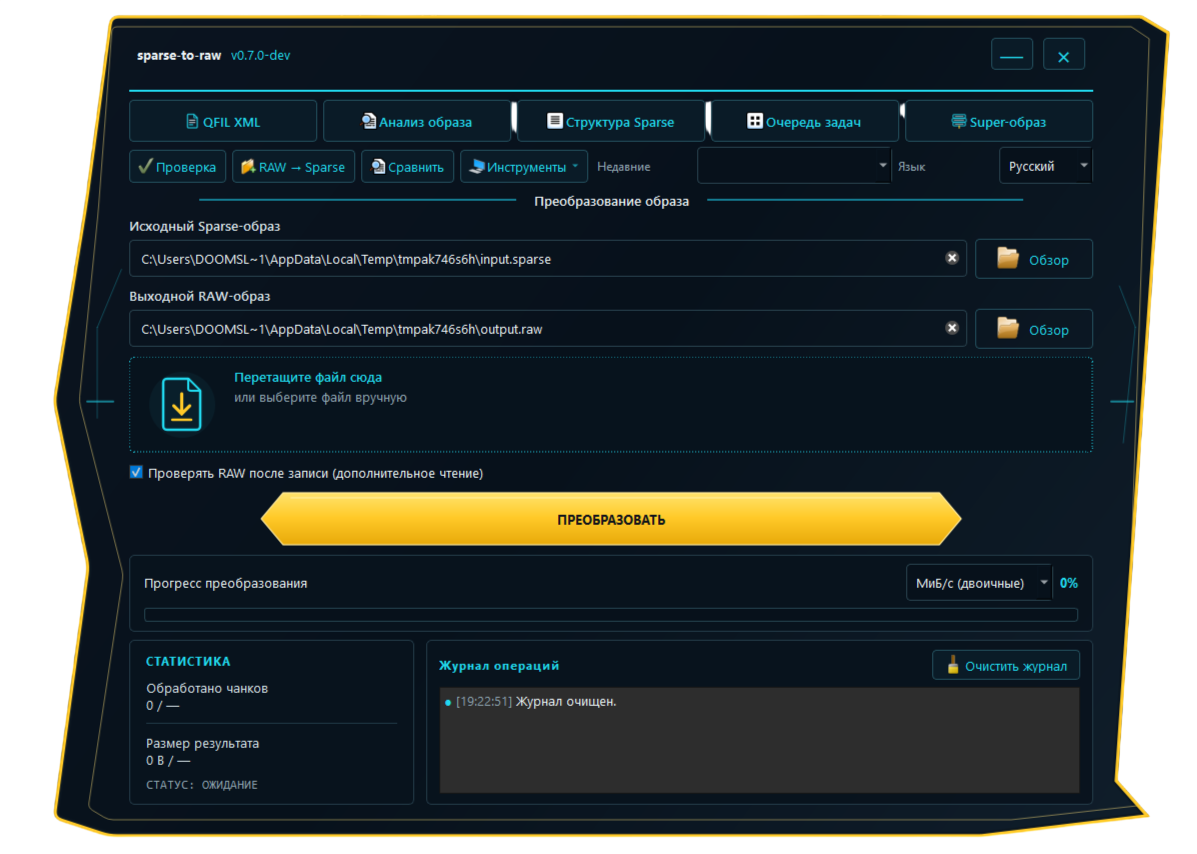 sparse-to-raw v0.7.0-dev
QFIL XML
Анализ образа
Структура Sparse
Очередь задач
Super-образ
Проверка
RAW → Sparse
Сравнить
Инструменты
Недавние
Язык
Русский
Преобразование образа
Исходный Sparse-образ
C:\Users\DOOMSL~1\AppData\Local\Temp\tmpak746s6h\input.sparse
Обзор
Выходной RAW-образ
C:\Users\DOOMSL~1\AppData\Local\Temp\tmpak746s6h\output.raw
Обзор
Перетащите файл сюда
или выберите файл вручную
Проверять RAW после записи (дополнительное чтение)
ПРЕОБРАЗОВАТЬ
Прогресс преобразования
МиБ/с (двоичные)
0%
СТАТИСТИКА
Обработано чанков
0 / —
Размер результата
0 B / —
СТАТУС: ОЖИДАНИЕ
Журнал операций
Очистить журнал
[19:22:51] Журнал очищен.